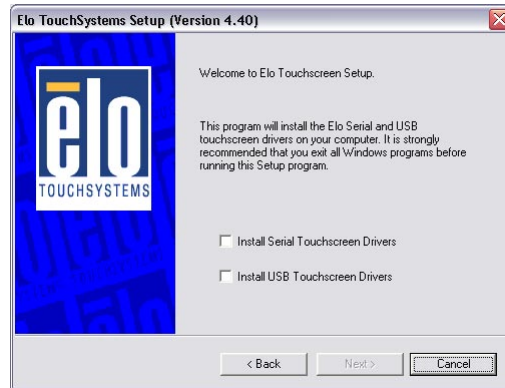 Elo TouchSystems Setup (Version 4.40)
elo
TOUCHSYSTEMS
Welcome to Elo Touchscreen Setup.
This program will install the Elo Serial and USB
touchscreen drivers on your computer. It is strongly
recommended that you exit all Windows programs before
running this Setup program.
Install Serial Touchscreen Drivers
Install USB Touchscreen Drivers
< Back
Next >
Cancel